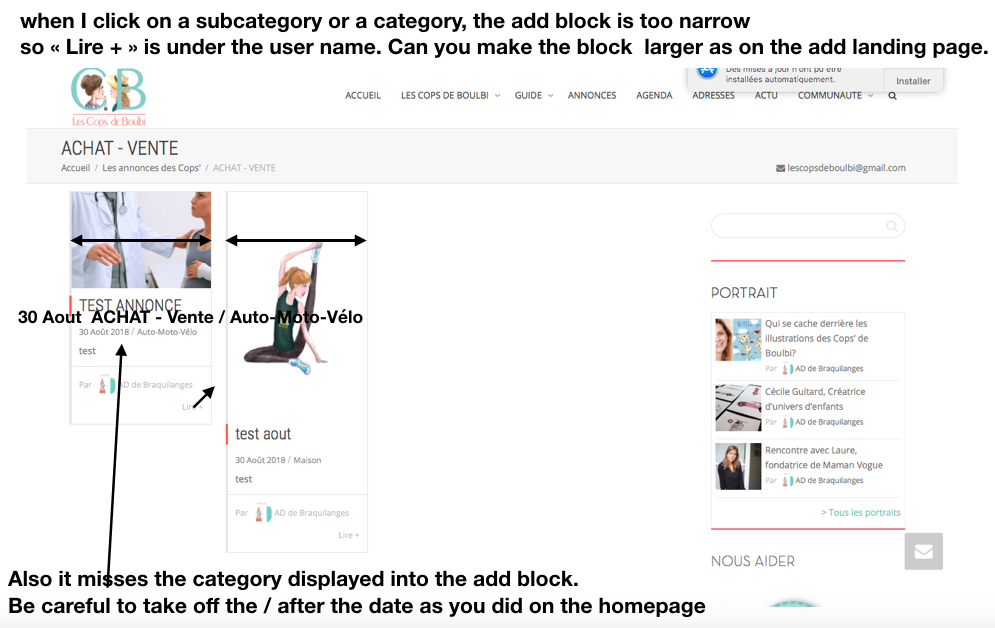 when I click on a subcategory or a category, the add block is too narrow
so « Lire + » is under the user name. Can you make the block larger as on the add landing page.
Des mises à jour n'ont pu être
installées automatiquement.
Installer
CB
Les Cops de Boulbi
ACCUEIL LES COPS DE BOULBI GUIDE ANNONCES AGENDA ADRESSES ACTU COMMUNAUTÉ
ACHAT - VENTE
Accueil / Les annonces des Cops' / ACHAT - VENTE
lescopsdeboulbi@gmail.com
TEST ANNONCE
30 Aout ACHAT - Vente / Auto-Moto-Vélo
30 Août 2018 / Auto-Moto-Vélo
test
Par AD de Braquilanges
Lire +
test aout
30 Août 2018 / Maison
test
Par AD de Braquilanges
Lire +
PORTRAIT
Qui se cache derrière les
illustrations des Cops' de
Boulbi?
Par AD de Braquilanges
Cécile Guitard, Créatrice
d'univers d'enfants
Par AD de Braquilanges
Rencontre avec Laure,
fondatrice de Maman Vogue
Par AD de Braquilanges
> Tous les portraits
NOUS AIDER
Also it misses the category displayed into the add block.
Be careful to take off the / after the date as you did on the homepage